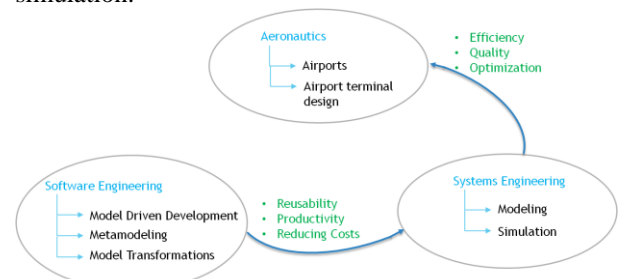 simulation.
Aeronautics
Airports
Airport terminal
design
• Efficiency
• Quality
• Optimization
Software Engineering
Model Driven Development
Metamodeling
Model Transformations
• Reusability
• Productivity
• Reducing Costs
Systems Engineering
Modeling
Simulation